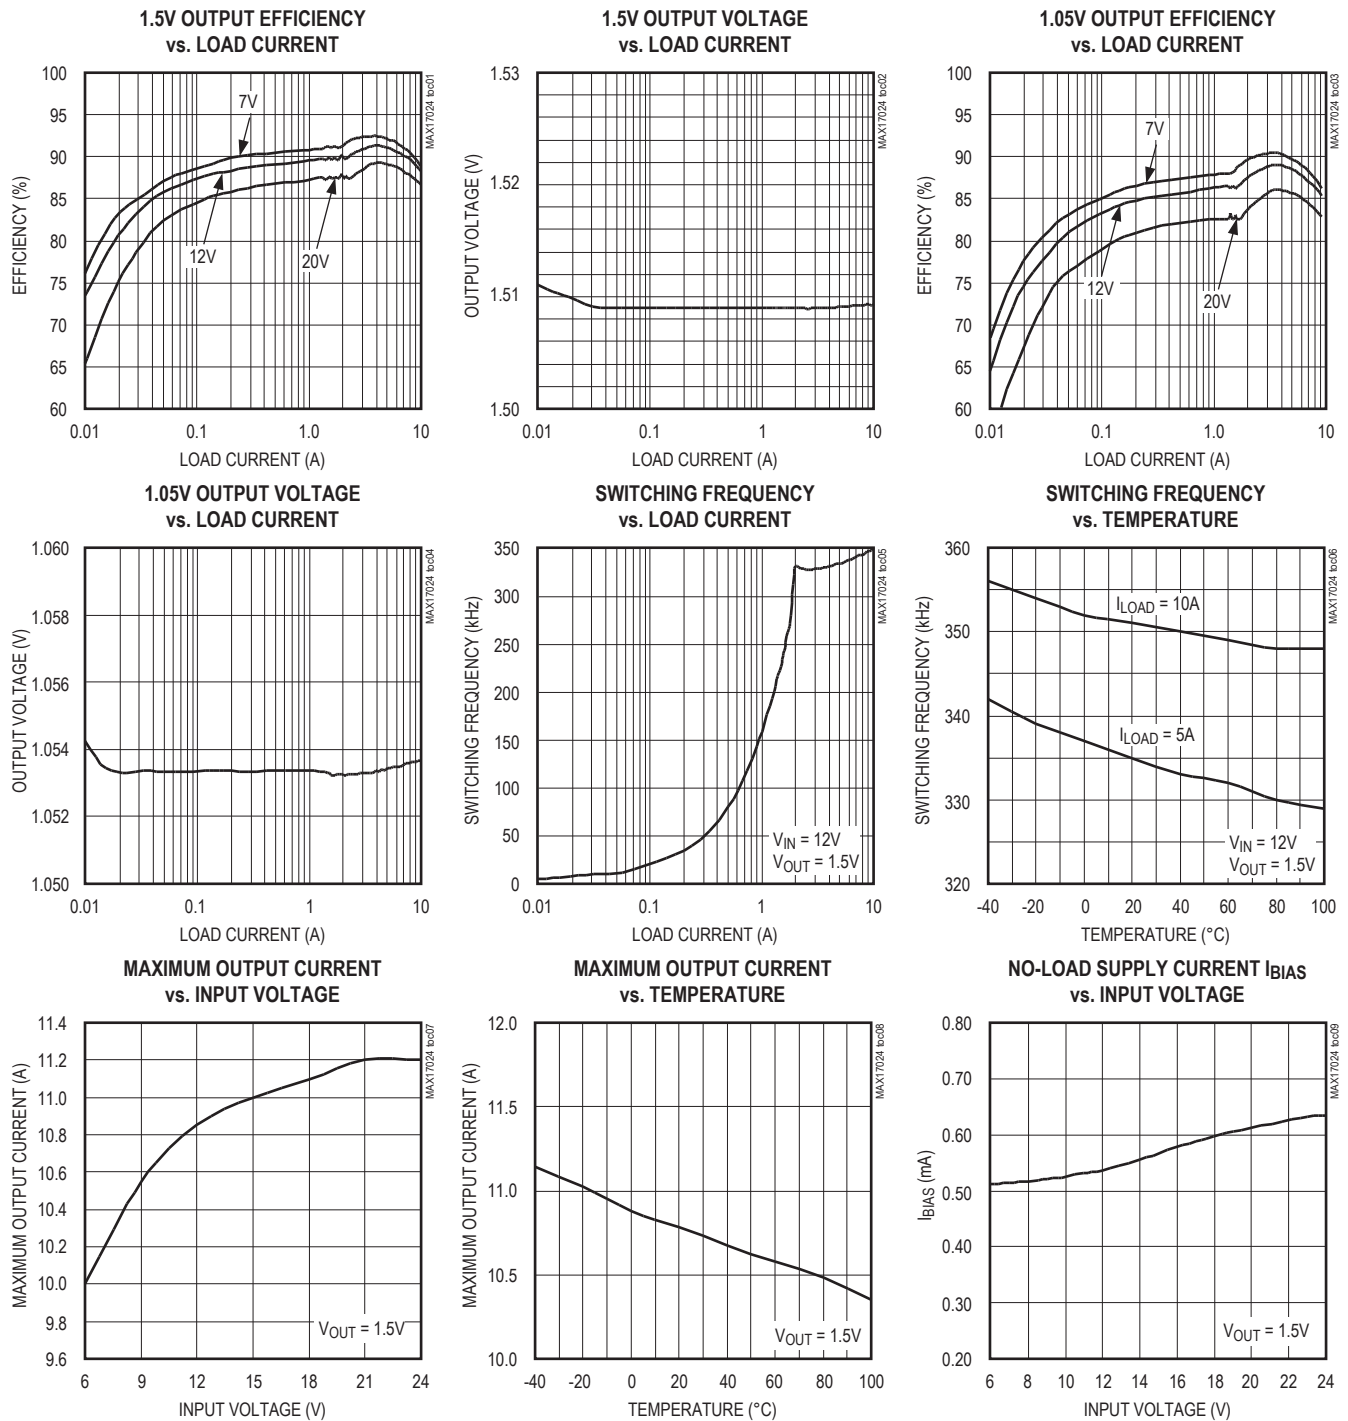 1.5V OUTPUT EFFICIENCY
vs. LOAD CURRENT
100
95
90
85
80
75
70
65
60
EFFICIENCY (%)
7V
12V
20V
MAX17024 toc01
0.01 0.1 1.0 10
LOAD CURRENT (A)
1.5V OUTPUT VOLTAGE
vs. LOAD CURRENT
1.53
1.52
1.51
1.50
OUTPUT VOLTAGE (V)
MAX17024 toc02
0.01 0.1 1 10
LOAD CURRENT (A)
1.05V OUTPUT EFFICIENCY
vs. LOAD CURRENT
100
95
90
85
80
75
70
65
60
EFFICIENCY (%)
7V
12V
20V
MAX17024 toc03
0.01 0.1 1.0 10
LOAD CURRENT (A)
1.05V OUTPUT VOLTAGE
vs. LOAD CURRENT
1.060
1.058
1.056
1.054
1.052
1.050
OUTPUT VOLTAGE (V)
MAX17024 toc04
0.01 0.1 1 10
LOAD CURRENT (A)
SWITCHING FREQUENCY
vs. LOAD CURRENT
350
300
250
200
150
100
50
0
SWITCHING FREQUENCY (kHz)
VIN = 12V
VOUT = 1.5V
MAX17024 toc05
0.01 0.1 1 10
LOAD CURRENT (A)
SWITCHING FREQUENCY
vs. TEMPERATURE
360
350
340
330
320
SWITCHING FREQUENCY (kHz)
ILOAD = 10A
ILOAD = 5A
VIN = 12V
VOUT = 1.5V
MAX17024 toc06
-40 -20 0 20 40 60 80 100
TEMPERATURE (°C)
MAXIMUM OUTPUT CURRENT
vs. INPUT VOLTAGE
11.4
11.2
11.0
10.8
10.6
10.4
10.2
10.0
9.8
9.6
MAXIMUM OUTPUT CURRENT (A)
VOUT = 1.5V
MAX17024 toc07
6 9 12 15 18 21 24
INPUT VOLTAGE (V)
MAXIMUM OUTPUT CURRENT
vs. TEMPERATURE
12.0
11.5
11.0
10.5
10.0
MAXIMUM OUTPUT CURRENT (A)
VOUT = 1.5V
MAX17024 toc08
-40 -20 0 20 40 60 80 100
TEMPERATURE (°C)
NO-LOAD SUPPLY CURRENT IBIAS
vs. INPUT VOLTAGE
0.80
0.70
0.60
0.50
0.40
0.30
0.20
IBIAS (mA)
VOUT = 1.5V
MAX17024 toc09
6 8 10 12 14 16 18 20 22 24
INPUT VOLTAGE (V)